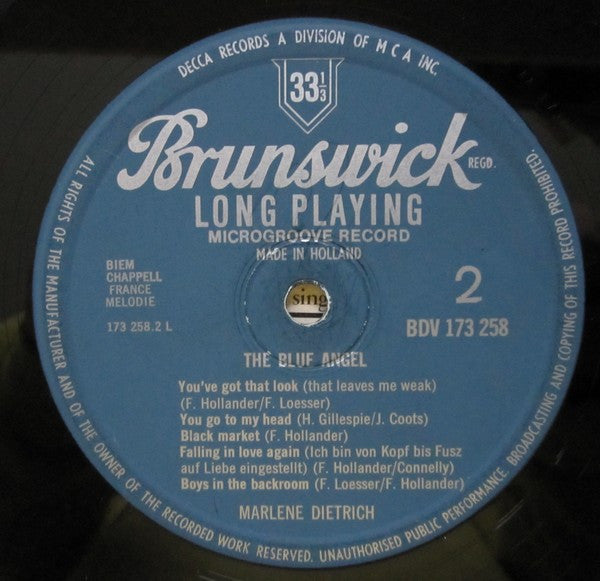 DECCA RECORDS A DIVISION OF M C A INC.
33⅓
Brunswick REGD.
LONG PLAYING
MICROGROOVE RECORD
MADE IN HOLLAND
BIEM
CHAPPELL
FRANCE
MELODIE
173 258.2 L
sing
2
BDV 173 258
THE BLUE ANGEL
You've got that look (that leaves me weak)
(F. Hollander/F. Loesser)
You go to my head (H. Gillespie/J. Coots)
Black market (F. Hollander)
Falling in love again (Ich bin von Kopf bis Fusz
auf Liebe eingestellt) (F. Hollander/Connelly)
Boys in the backroom (F. Loesser/F. Hollander)
MARLENE DIETRICH
ALL RIGHTS OF THE MANUFACTURER AND OF THE OWNER OF THE RECORDED WORK RESERVED. UNAUTHORISED PUBLIC PERFORMANCE. BROADCASTING AND COPYING OF THIS RECORD PROHIBITED.